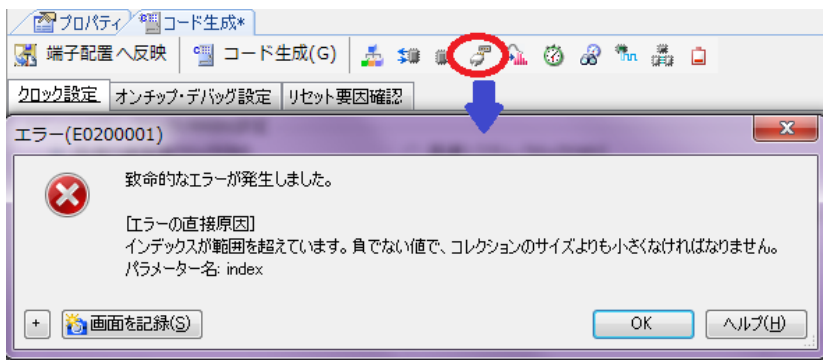 プロパティ コード生成*
端子配置へ反映 コード生成(G)
クロック設定 オンチップ・デバッグ設定 リセット要因確認
エラー(E0200001)
致命的なエラーが発生しました。
[エラーの直接原因]
インデックスが範囲を超えています。負でない値で、コレクションのサイズよりも小さくなければなりません。
パラメーター名: index
+ 画面を記録(S) OK ヘルプ(H)